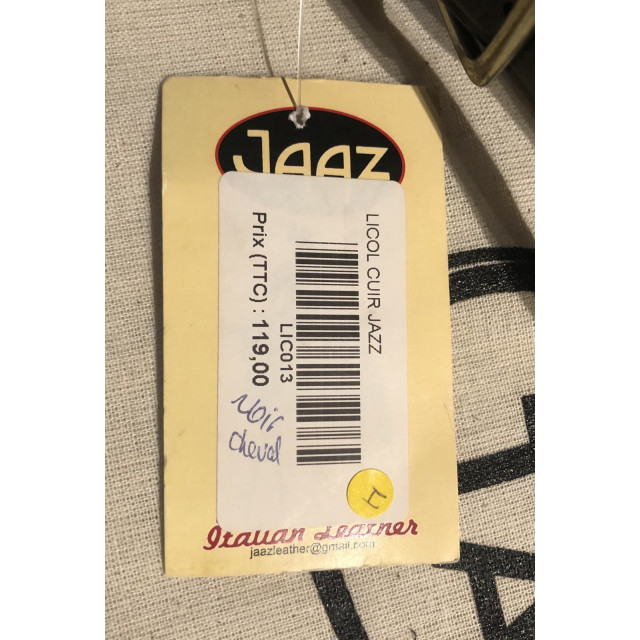 JAAZ
LICOL CUIR JAZZ
LIC013
Prix (TTC) : 119,00
Noir
cheval
Italian Leather
jaazleather@gmail.com